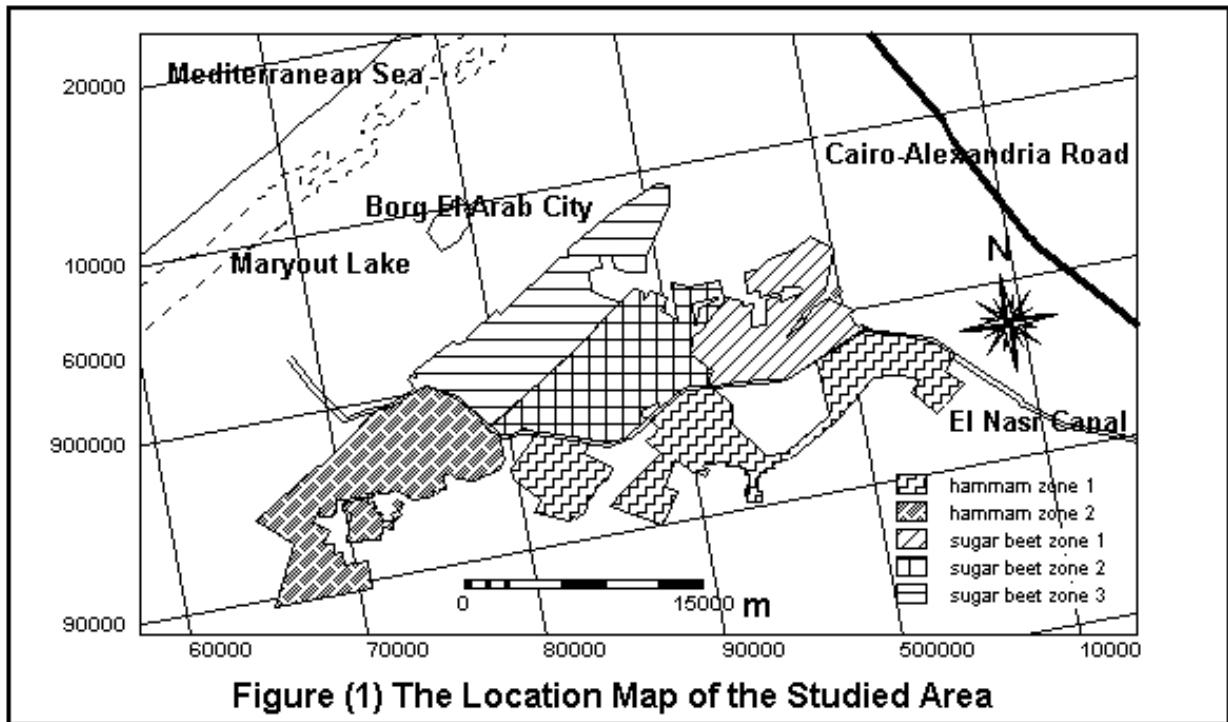 20000
Mediterranean Sea
Cairo-Alexandria Road
Borg El Arab City
N
10000
Maryout Lake
60000
900000
El Nasr Canal
hammam zone 1
hammam zone 2
sugar beet zone 1
sugar beet zone 2
sugar beet zone 3
0 15000 m
90000
60000 70000 80000 90000 500000 10000
Figure (1) The Location Map of the Studied Area